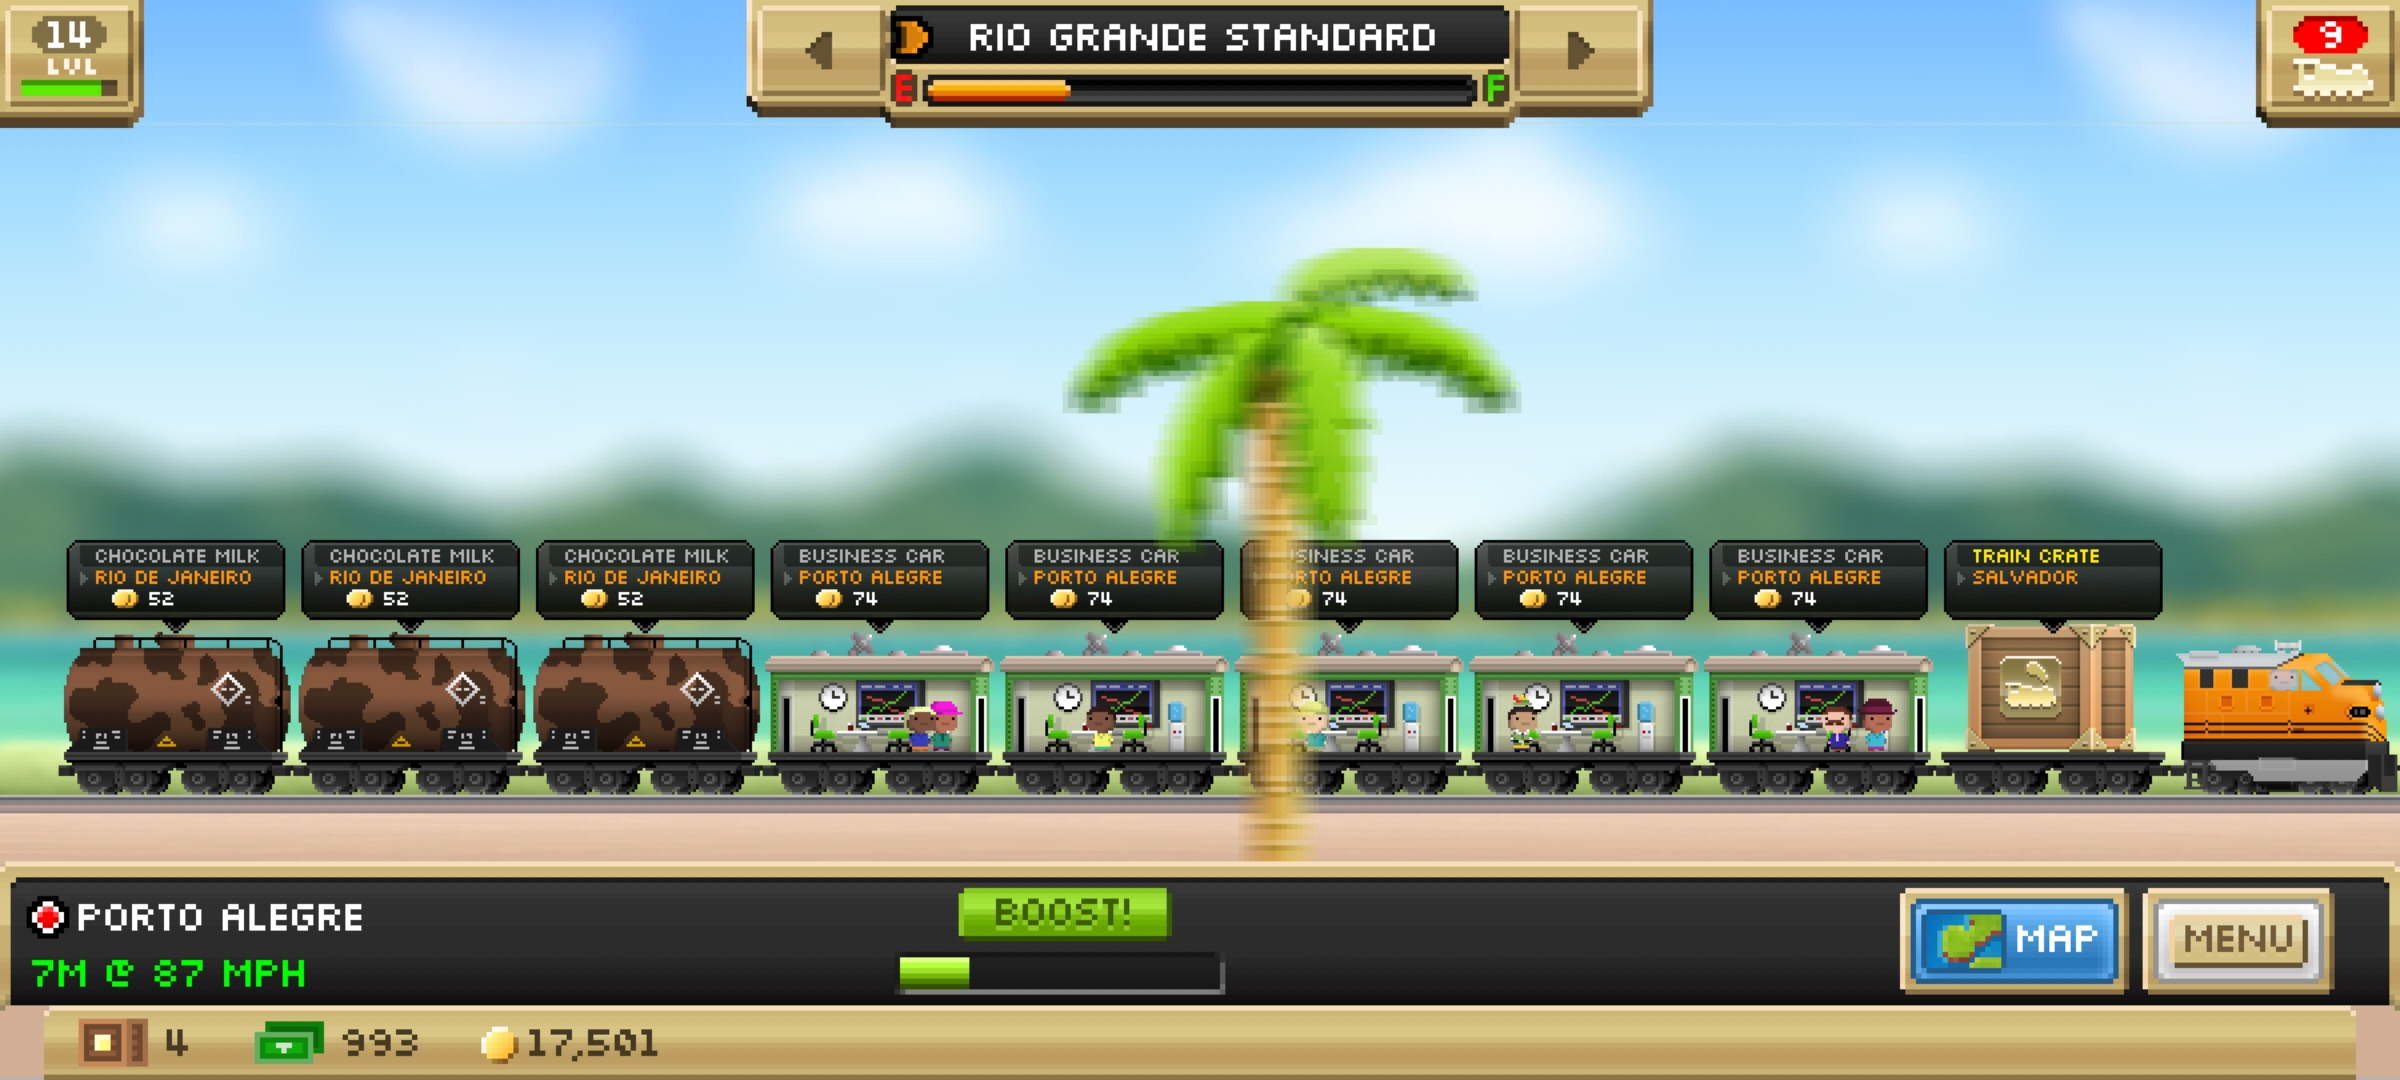 14
LVL
RIO GRANDE STANDARD
E
F
9
CHOCOLATE MILK
RIO DE JANEIRO
52
CHOCOLATE MILK
RIO DE JANEIRO
52
CHOCOLATE MILK
RIO DE JANEIRO
52
BUSINESS CAR
PORTO ALEGRE
74
BUSINESS CAR
PORTO ALEGRE
74
CAR
ALEGRE
74
BUSINESS CAR
PORTO ALEGRE
74
BUSINESS CAR
PORTO ALEGRE
74
TRAIN CRATE
SALVADOR
PORTO ALEGRE
7M @ 87 MPH
BOOST!
MAP
MENU
4
993
17,501